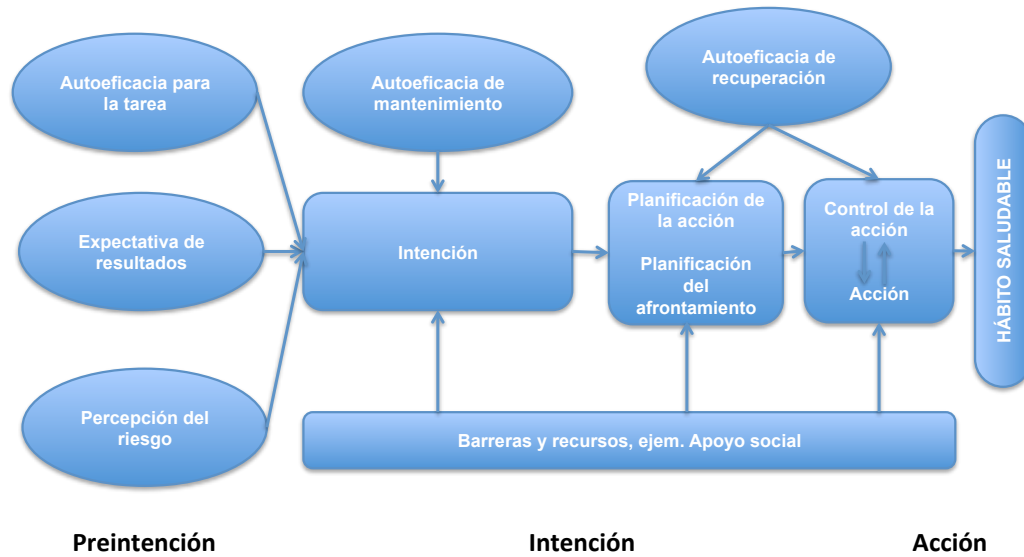 Autoeficacia para
la tarea
Autoeficacia de
mantenimiento
Autoeficacia de
recuperación
Expectativa de
resultados
Intención
Planificación de
la acción
Planificación
del
afrontamiento
Control de la
acción
Acción
HÁBITO SALUDABLE
Percepción del
riesgo
Barreras y recursos, ejem. Apoyo social
Preintención
Intención
Acción